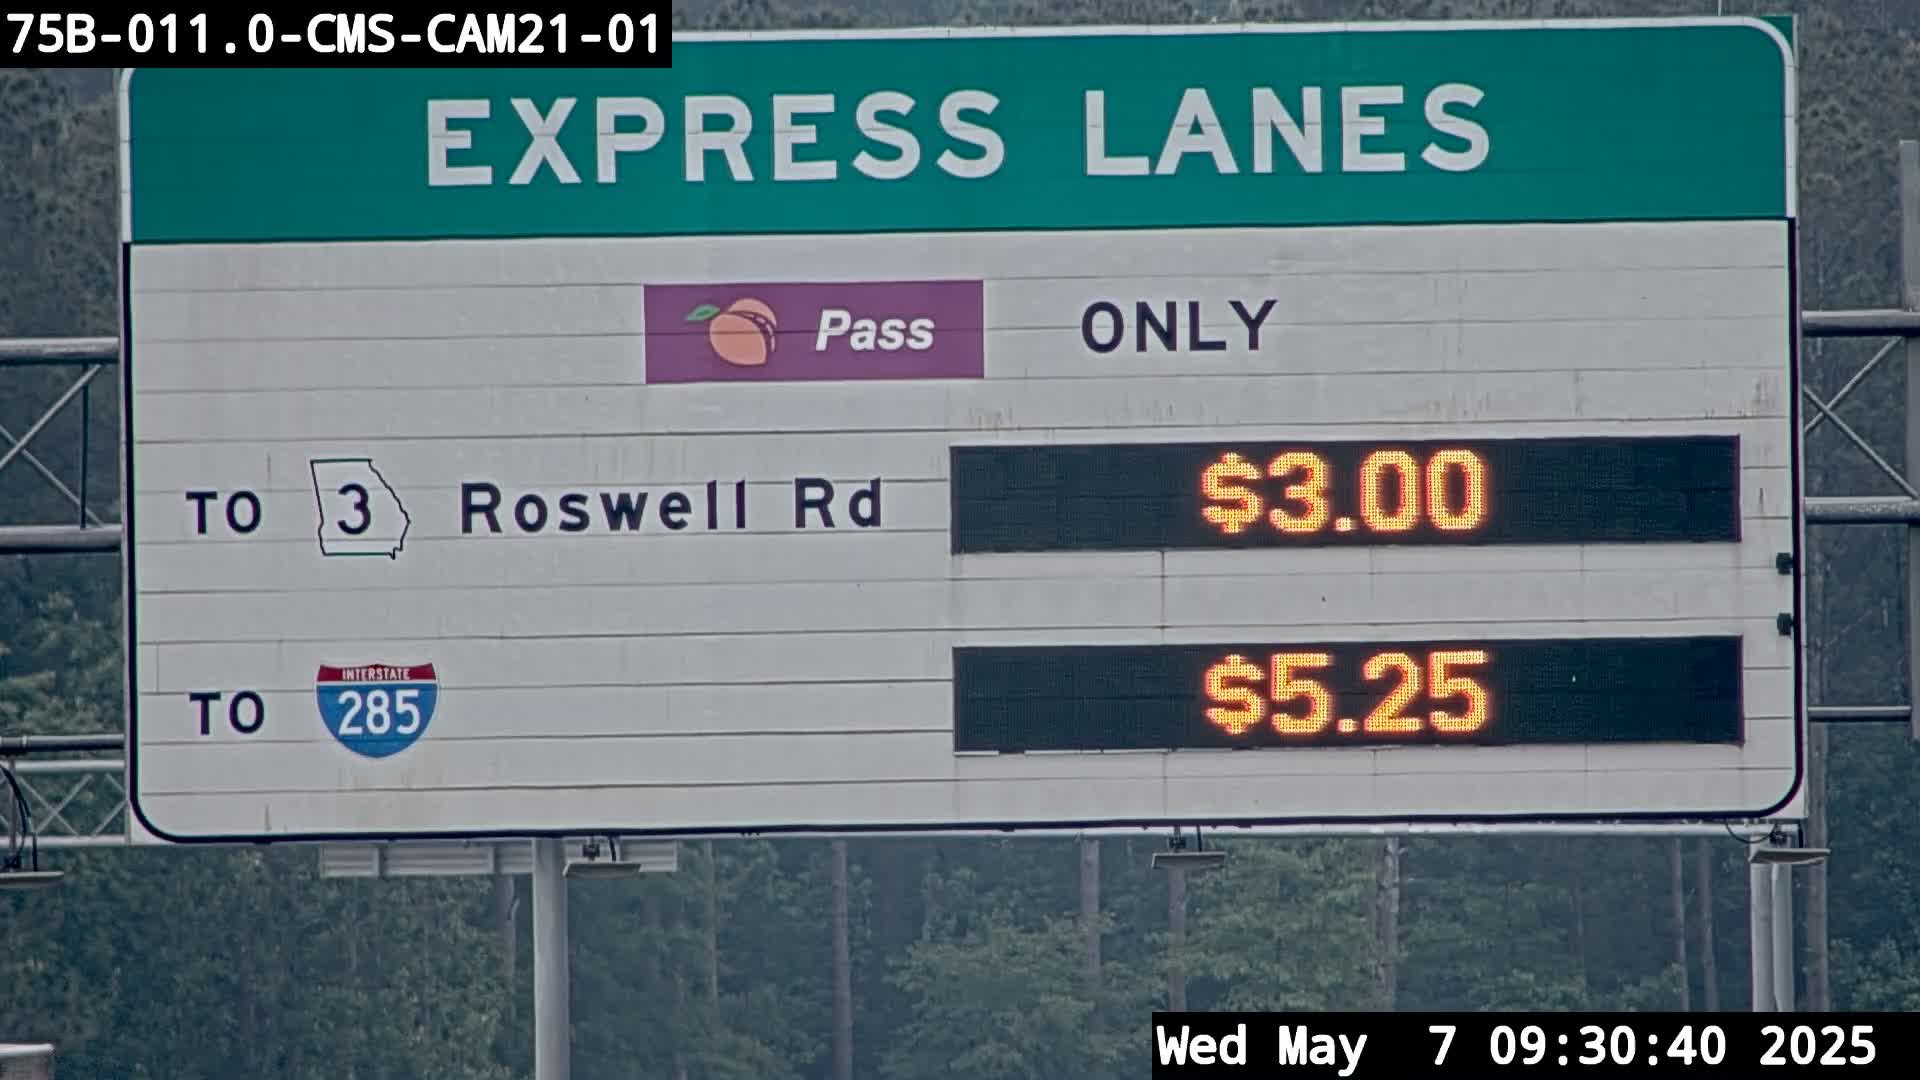 75B-011.0-CMS-CAM21-01
EXPRESS LANES
Pass ONLY
TO 3 Roswell Rd $3.00
TO INTERSTATE 285 $5.25
Wed May 7 09:30:40 2025